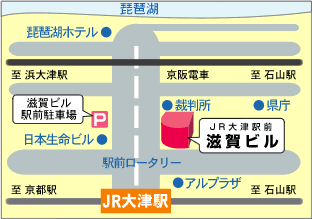 琵琶湖
琵琶湖ホテル
至 浜大津駅
京阪電車
至 石山駅
滋賀ビル
駅前駐車場
P
裁判所
県庁
JR大津駅前
滋賀ビル
日本生命ビル
駅前ロータリー
アルプラザ
至 京都駅
JR大津駅
至 石山駅